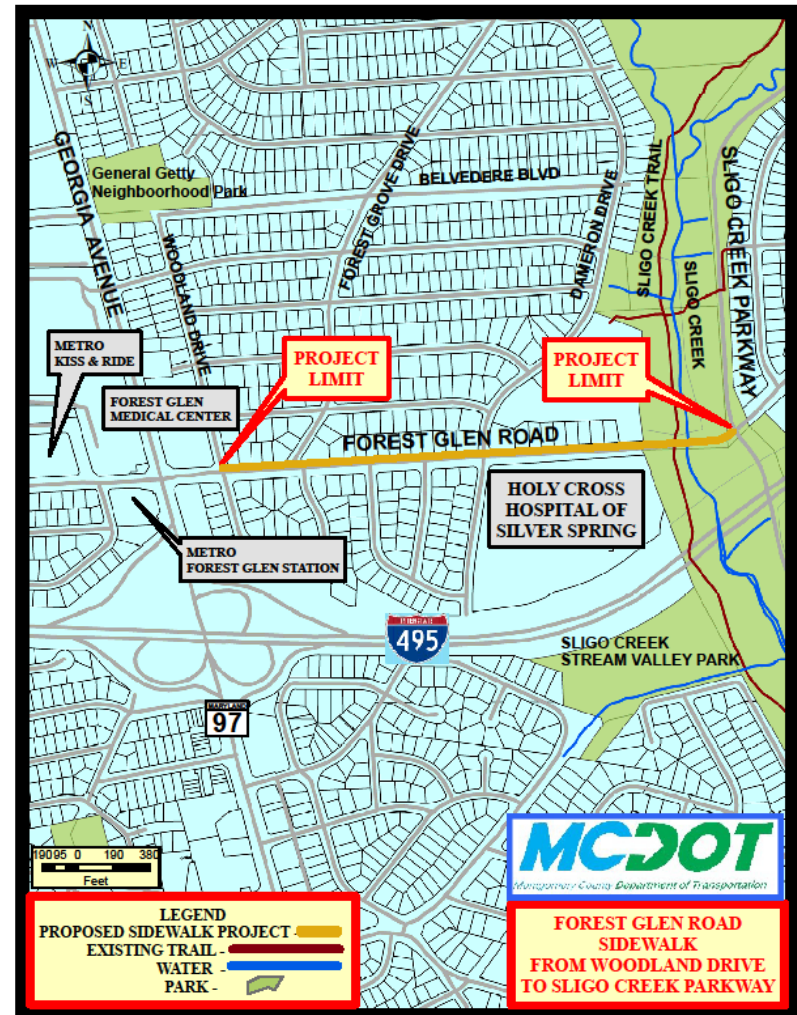 N
W
E
S
General Getty
Neighboorhood Park
GEORGIA AVENUE
WOODLAND DRIVE
FOREST GROVE DRIVE
BELVEDERE BLVD
DAMERON DRIVE
SLIGO CREEK TRAIL
SLIGO CREEK
SLIGO CREEK PARKWAY
METRO
KISS & RIDE
FOREST GLEN
MEDICAL CENTER
PROJECT
LIMIT
PROJECT
LIMIT
FOREST GLEN ROAD
HOLY CROSS
HOSPITAL OF
SILVER SPRING
METRO
FOREST GLEN STATION
495
SLIGO CREEK
STREAM VALLEY PARK
MARYLAND
97
19095 0 190 380
Feet
MCDOT
Montgomery County Department of Transportation
LEGEND
PROPOSED SIDEWALK PROJECT -
EXISTING TRAIL -
WATER -
PARK -
FOREST GLEN ROAD
SIDEWALK
FROM WOODLAND DRIVE
TO SLIGO CREEK PARKWAY